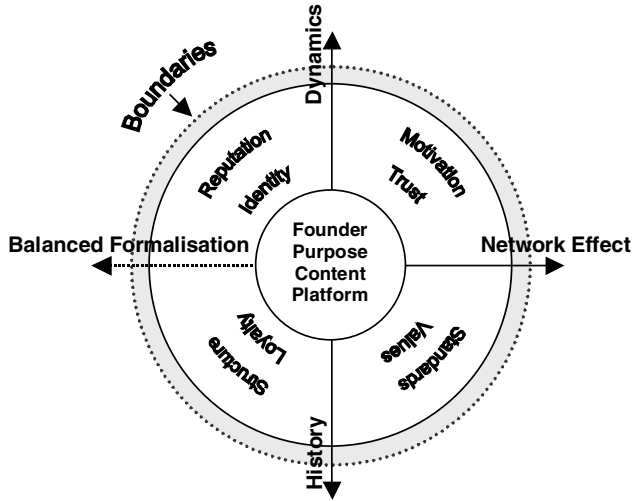 Dynamics
Boundaries
Reputation
Identity
Motivation
Trust
Balanced Formalisation
Founder
Purpose
Content
Platform
Network Effect
Loyalty
Structure
Values
Standards
History